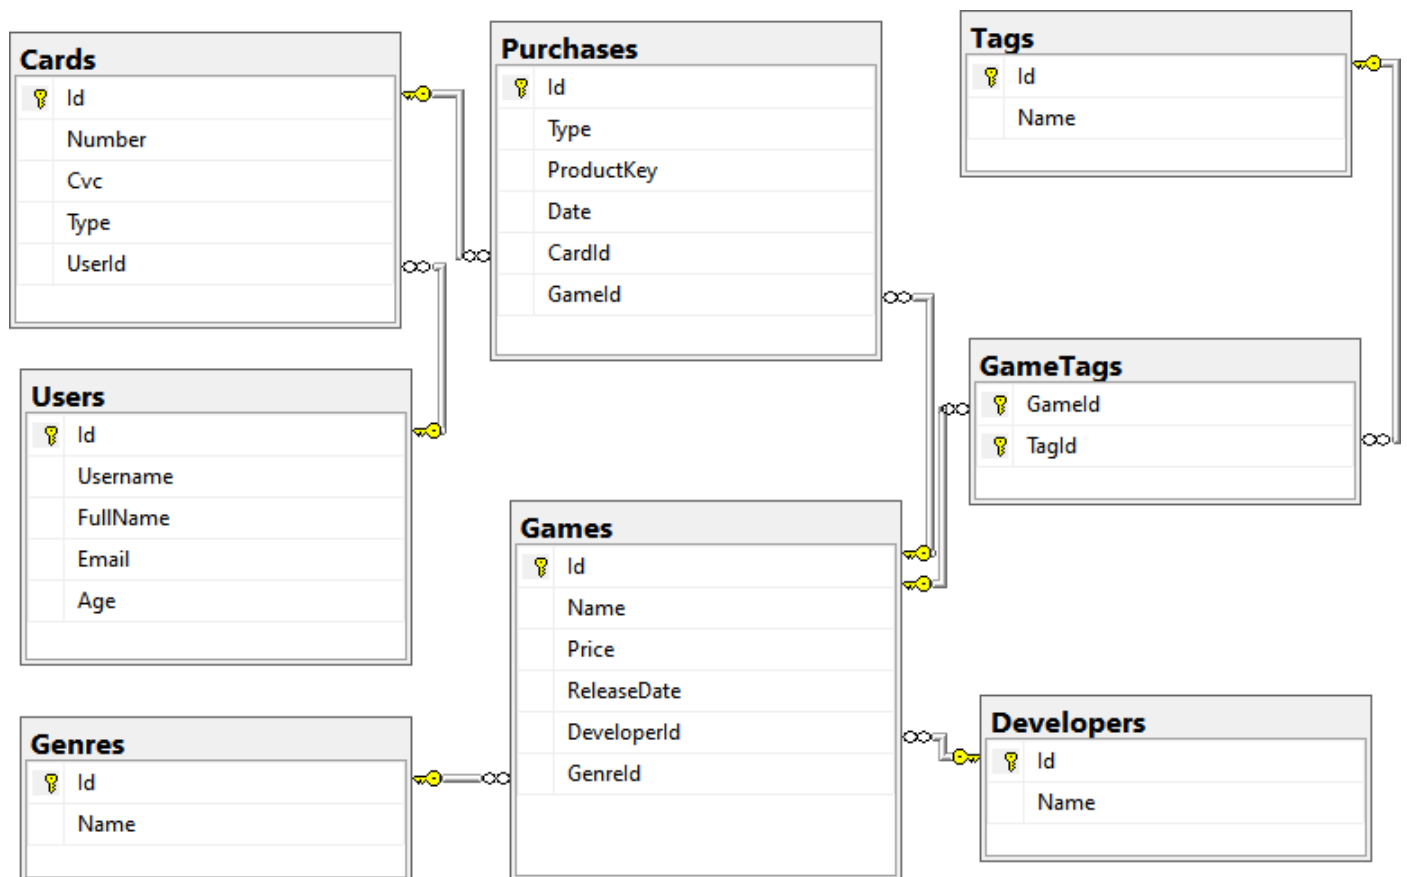 Cards
Id
Number
Cvc
Type
UserId
Purchases
Id
Type
ProductKey
Date
CardId
GameId
Tags
Id
Name
Users
Id
Username
FullName
Email
Age
GameTags
GameId
TagId
Games
Id
Name
Price
ReleaseDate
DeveloperId
GenreId
Genres
Id
Name
Developers
Id
Name